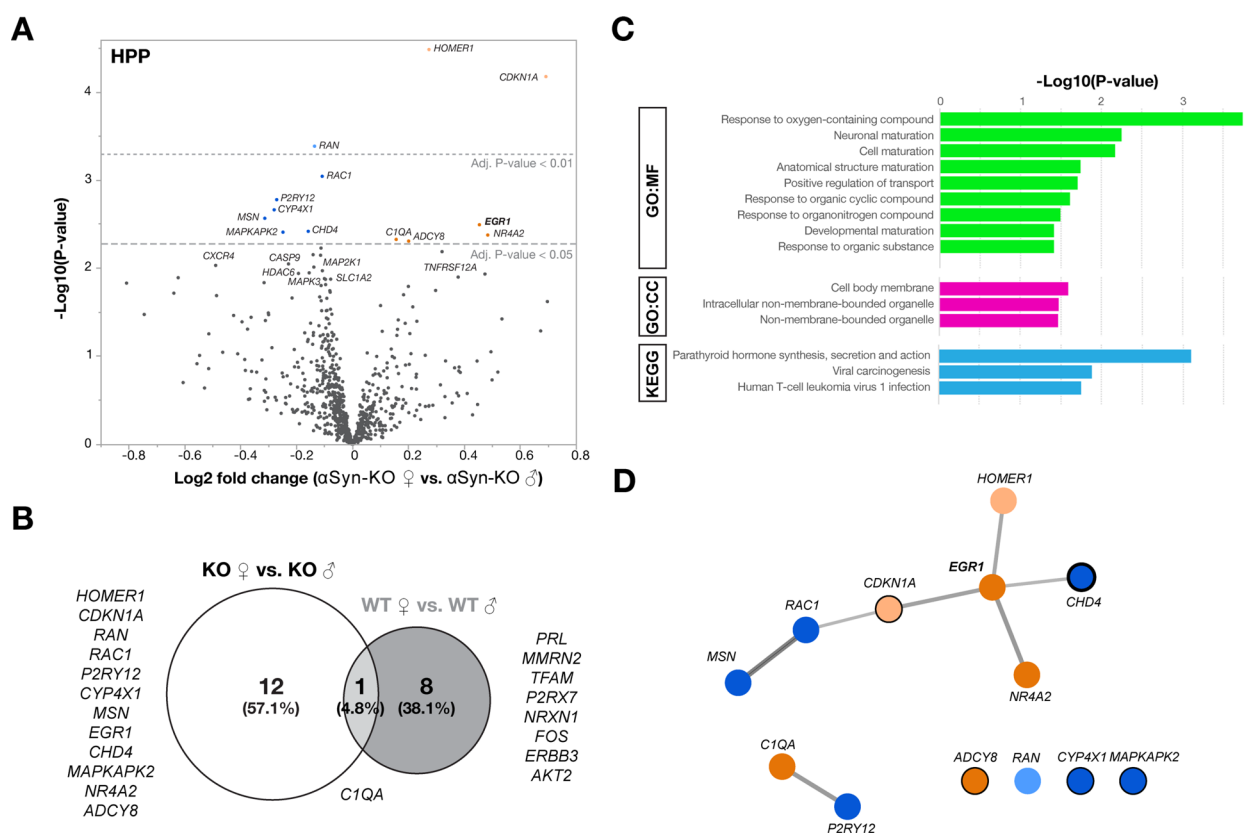 A
HPP
-Log10(P-value)
4
3
2
1
0
HOMER1
CDKN1A
RAN
Adj. P-value < 0.01
RAC1
P2RY12
CYP4X1
MSN
EGR1
MAPKAPK2
CHD4
C1QA
ADCY8
NR4A2
Adj. P-value < 0.05
CXCR4
CASP9
MAP2K1
HDAC6
TNFRSF12A
MAPK3
SLC1A2
-0.8
-0.6
-0.4
-0.2
0
0.2
0.4
0.6
0.8
Log2 fold change (αSyn-KO ♀ vs. αSyn-KO ♂)
B
KO ♀ vs. KO ♂
WT ♀ vs. WT ♂
HOMER1
CDKN1A
RAN
RAC1
P2RY12
CYP4X1
MSN
EGR1
CHD4
MAPKAPK2
NR4A2
ADCY8
12
(57.1%)
1
(4.8%)
8
(38.1%)
C1QA
PRL
MMRN2
TFAM
P2RX7
NRXN1
FOS
ERBB3
AKT2
C
-Log10(P-value)
0
1
2
3
GO:MF
Response to oxygen-containing compound
Neuronal maturation
Cell maturation
Anatomical structure maturation
Positive regulation of transport
Response to organic cyclic compound
Response to organonitrogen compound
Developmental maturation
Response to organic substance
GO:CC
Cell body membrane
Intracellular non-membrane-bounded organelle
Non-membrane-bounded organelle
KEGG
Parathyroid hormone synthesis, secretion and action
Viral carcinogenesis
Human T-cell leukemia virus 1 infection
D
HOMER1
EGR1
CDKN1A
CHD4
RAC1
MSN
NR4A2
C1QA
P2RY12
ADCY8
RAN
CYP4X1
MAPKAPK2